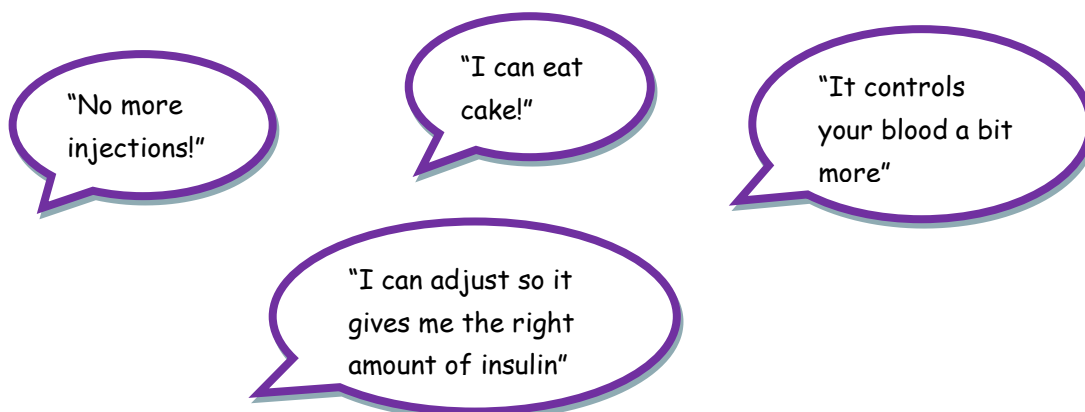 “No more
injections!”
“I can eat
cake!”
“It controls
your blood a bit
more”
“I can adjust so it
gives me the right
amount of insulin”